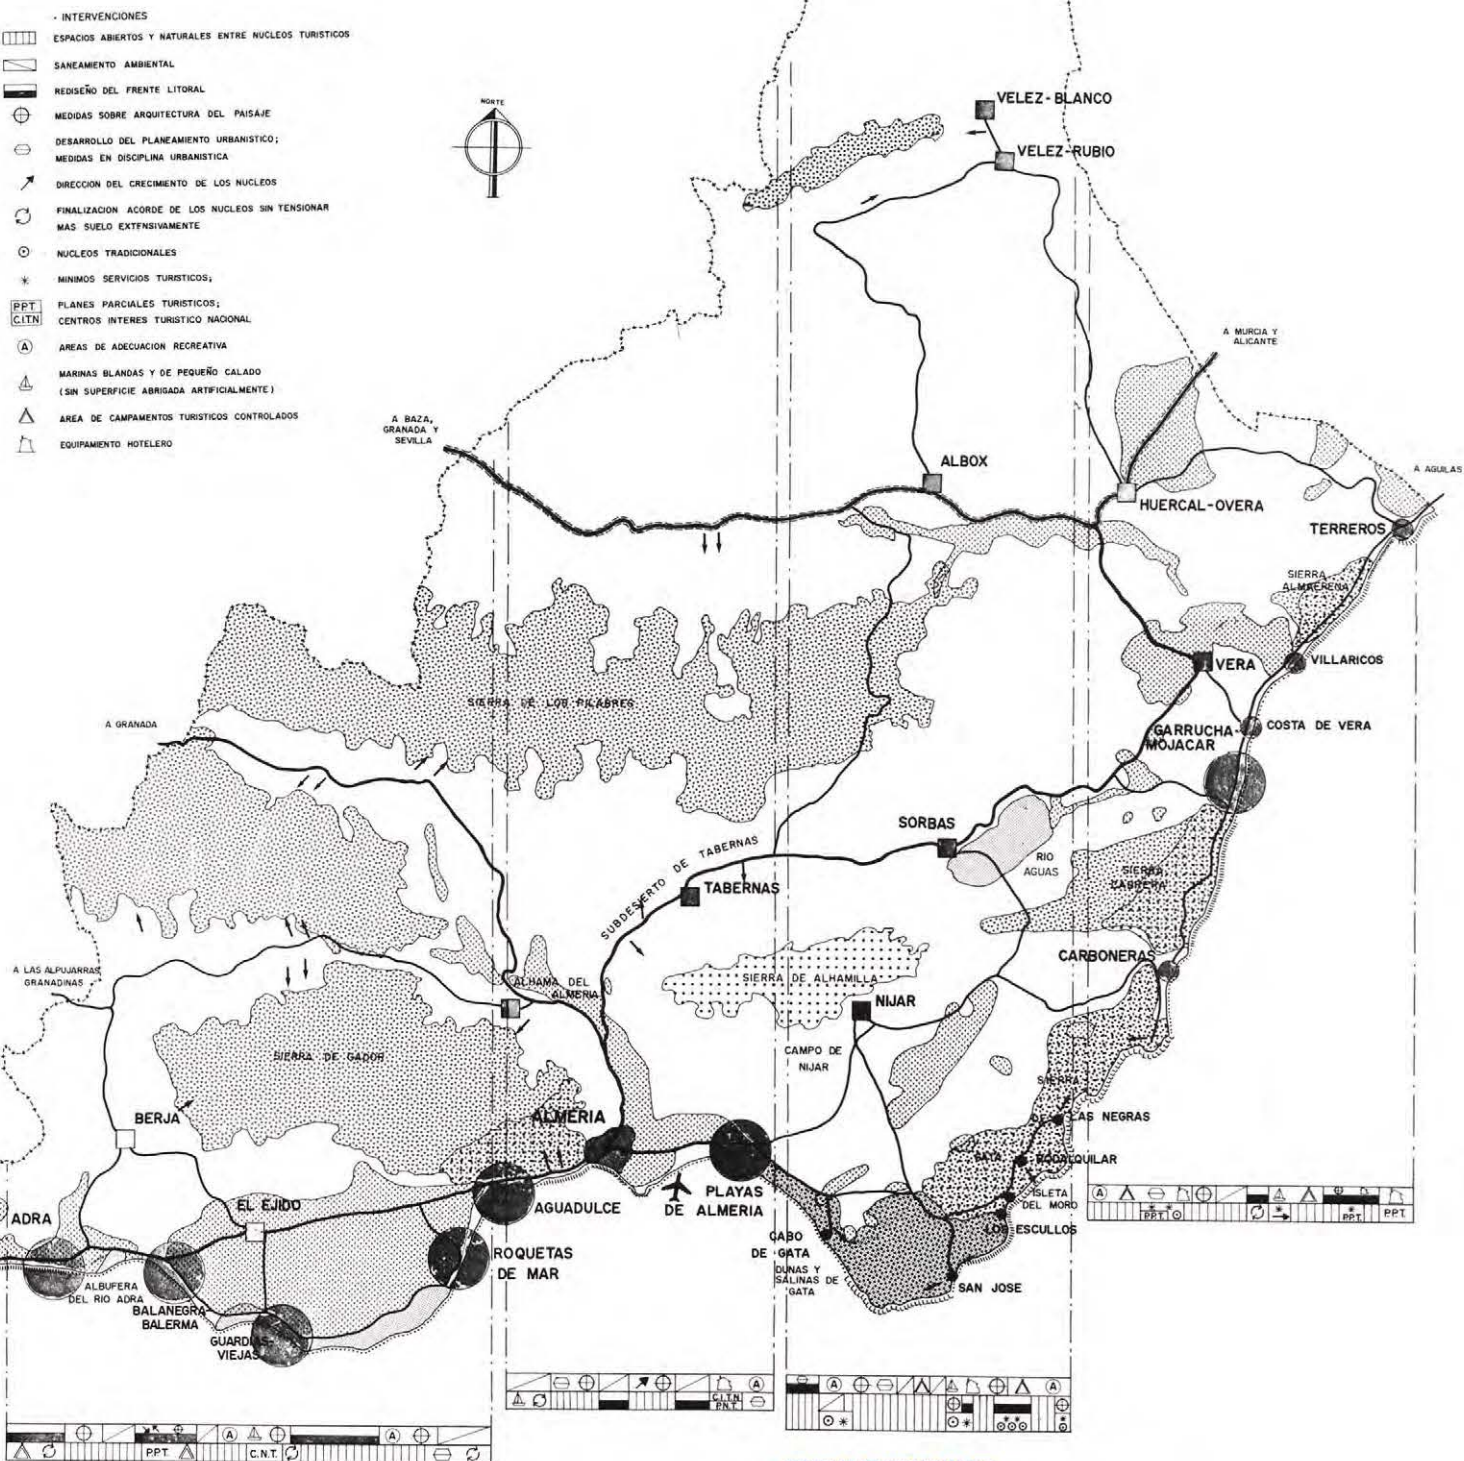 - INTERVENCIONES
ESPACIOS ABIERTOS Y NATURALES ENTRE NUCLEOS TURISTICOS
SANEAMIENTO AMBIENTAL
REDISEÑO DEL FRENTE LITORAL
MEDIDAS SOBRE ARQUITECTURA DEL PAISAJE
DESARROLLO DEL PLANEAMIENTO URBANISTICO;
MEDIDAS EN DISCIPLINA URBANISTICA
DIRECCION DEL CRECIMIENTO DE LOS NUCLEOS
FINALIZACION ACORDE DE LOS NUCLEOS SIN TENSIONAR
MAS SUELO EXTENSIVAMENTE
NUCLEOS TRADICIONALES
MINIMOS SERVICIOS TURISTICOS;
PPT PLANES PARCIALES TURISTICOS;
C.I.T.N CENTROS INTERES TURISTICO NACIONAL
A AREAS DE ADECUACION RECREATIVA
MARINAS BLANDAS Y DE PEQUEÑO CALADO
(SIN SUPERFICIE ABRIGADA ARTIFICIALMENTE)
AREA DE CAMPAMENTOS TURISTICOS CONTROLADOS
EQUIPAMIENTO HOTELERO
NORTE
VELEZ-BLANCO
VELEZ-RUBIO
A MURCIA Y
ALICANTE
A BAZA,
GRANADA Y
SEVILLA
ALBOX
A AGUILAS
HUERCAL-OVERA
TERREROS
SIERRA
ALMAGRERA
VILLARICOS
VERA
SIERRA DE LOS FILABRES
A GRANADA
COSTA DE VERA
GARRUCHA-
MOJACAR
SORBAS
RIO
AGUAS
SIERRA
CABRERA
SUBDESIERTO DE TABERNAS
TABERNAS
CARBONERAS
A LAS ALPUJARRAS
GRANADINAS
SIERRA DE ALHAMILLA
ALHAMA DEL
ALMERIA
NIJAR
CAMPO DE
NIJAR
SIERRA DE GADOR
SIERRA
DE
GATA
LAS NEGRAS
BERJA
ALMERIA
RODALQUILAR
ISLETA
DEL MORO
PLAYAS
DE ALMERIA
AGUADULCE
LOS ESCULLOS
ADRA
EL EJIDO
CABO
DE GATA
ROQUETAS
DE MAR
DUNAS Y
SALINAS DE
GATA
SAN JOSE
ALBUFERA
DEL RIO ADRA
BALANEGRA-
BALERMA
GUARDIAS-
VIEJAS
A
P.P.T.
PPT.
P.P.T.
A
C.I.T.N
P.N.T.
A A A
A A
P.P.T. C.N.T.